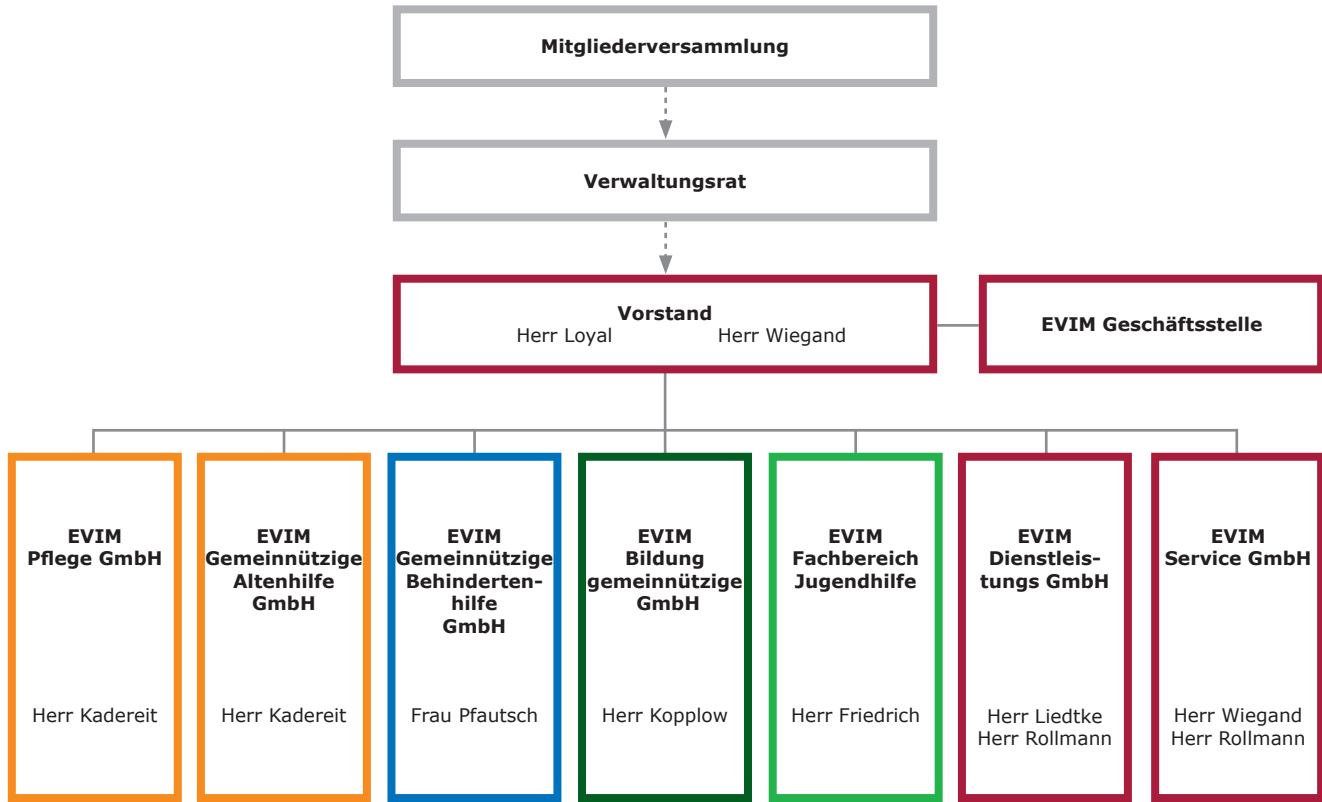 Mitgliederversammlung
Verwaltungsrat
Vorstand
Herr Loyal Herr Wiegand
EVIM Geschäftsstelle
EVIM
Pflege GmbH
Herr Kadereit
EVIM
Gemeinnützige
Altenhilfe
GmbH
Herr Kadereit
EVIM
Gemeinnützige
Behinderten-
hilfe
GmbH
Frau Pfautsch
EVIM
Bildung
gemeinnützige
GmbH
Herr Kopplow
EVIM
Fachbereich
Jugendhilfe
Herr Friedrich
EVIM
Dienstleis-
tungs GmbH
Herr Liedtke
Herr Rollmann
EVIM
Service GmbH
Herr Wiegand
Herr Rollmann